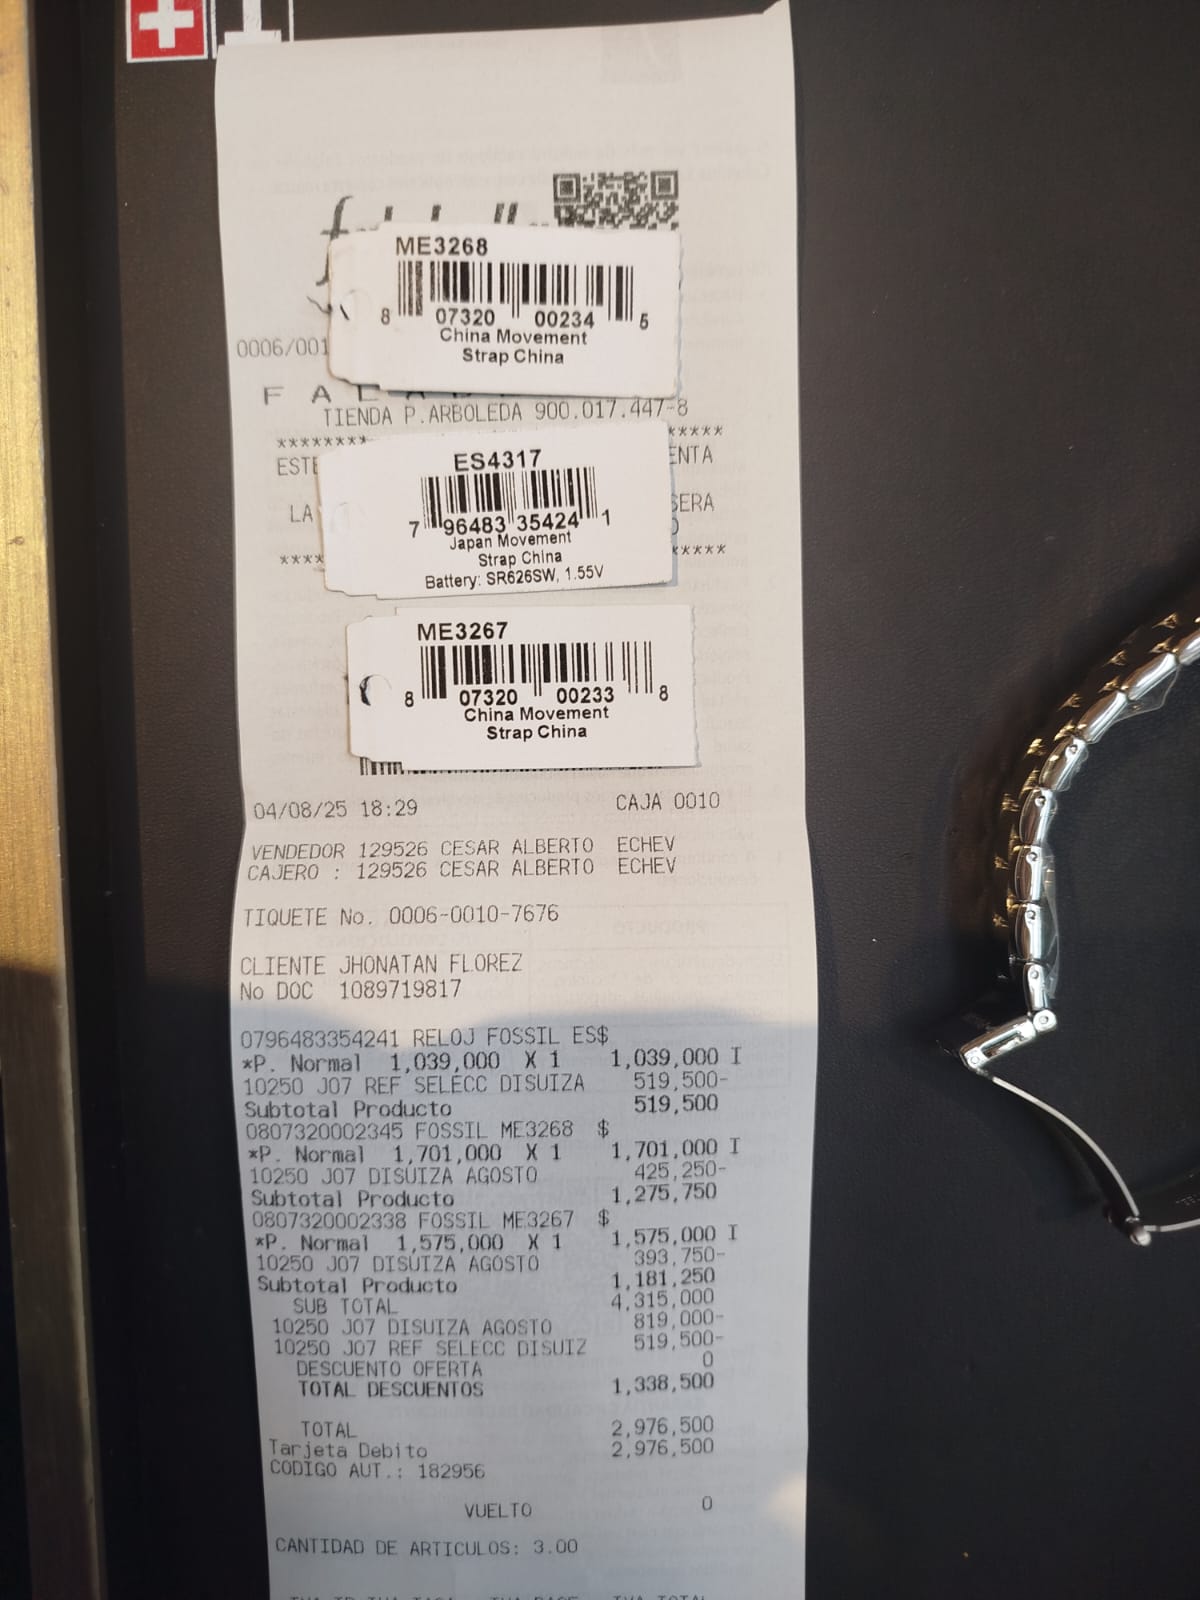 ME3268
8 07320 00234 5
China Movement
Strap China
0006/001
TIENDA P.ARBOLEDA 900.017.447-8
******** *****
ESTE ENTA
ES4317
7 96483 35424 1
Japan Movement
Strap China
Battery: SR626SW, 1.55V
LA SERA
**** *****
ME3267
8 07320 00233 8
China Movement
Strap China
04/08/25 18:29 CAJA 0010
VENDEDOR 129526 CESAR ALBERTO ECHEV
CAJERO : 129526 CESAR ALBERTO ECHEV
TIQUETE No. 0006-0010-7676
CLIENTE JHONATAN FLOREZ
No DOC 1089719817
0796483354241 RELOJ FOSSIL ES$
*P. Normal 1,039,000 X 1 1,039,000 I
10250 J07 REF SELECC DISUIZA 519,500-
Subtotal Producto 519,500
0807320002345 FOSSIL ME3268 $
*P. Normal 1,701,000 X 1 1,701,000 I
10250 J07 DISUIZA AGOSTO 425,250-
Subtotal Producto 1,275,750
0807320002338 FOSSIL ME3267 $
*P. Normal 1,575,000 X 1 1,575,000 I
10250 J07 DISUIZA AGOSTO 393,750-
Subtotal Producto 1,181,250
SUB TOTAL 4,315,000
10250 J07 DISUIZA AGOSTO 819,000-
10250 J07 REF SELECC DISUIZ 519,500-
DESCUENTO OFERTA 0
TOTAL DESCUENTOS 1,338,500
TOTAL 2,976,500
Tarjeta Debito 2,976,500
CODIGO AUT.: 182956
VUELTO 0
CANTIDAD DE ARTICULOS: 3.00